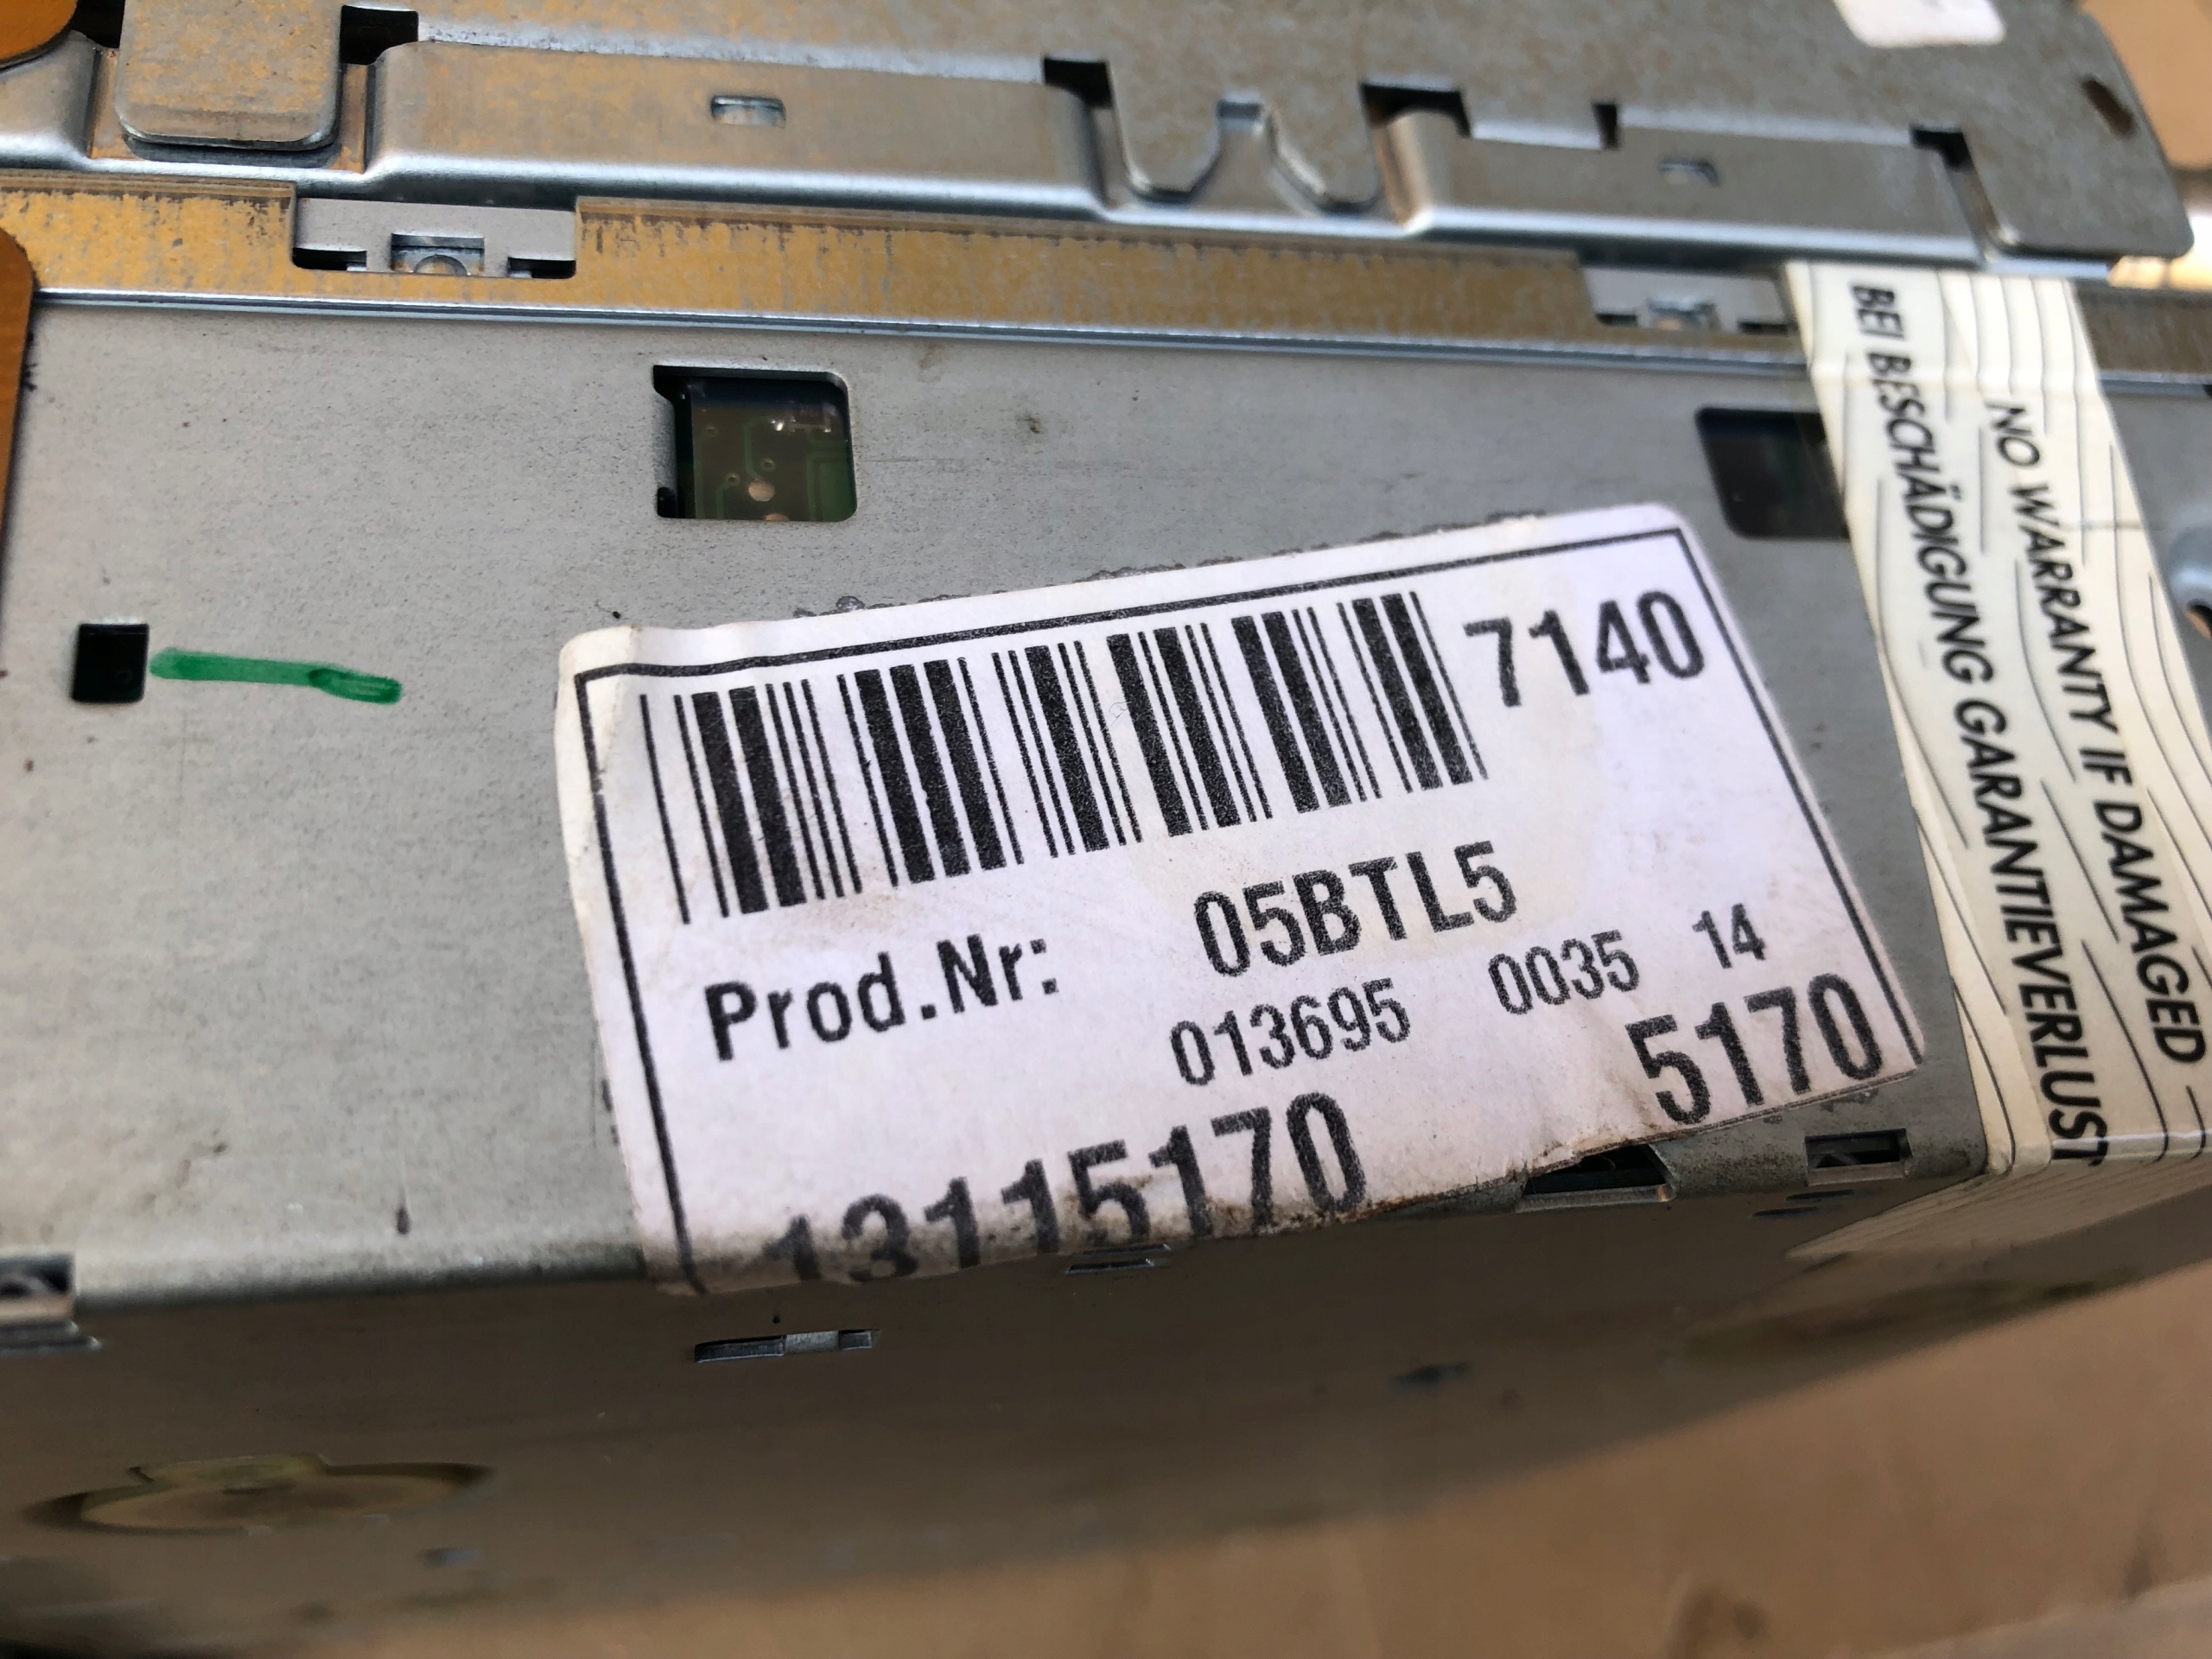 7140
05BTL5
Prod.Nr:
013695 0035 14
5170
13115170
BEI BESCHÄDIGUNG GARANTIEVERLUST
NO WARRANTY IF DAMAGED